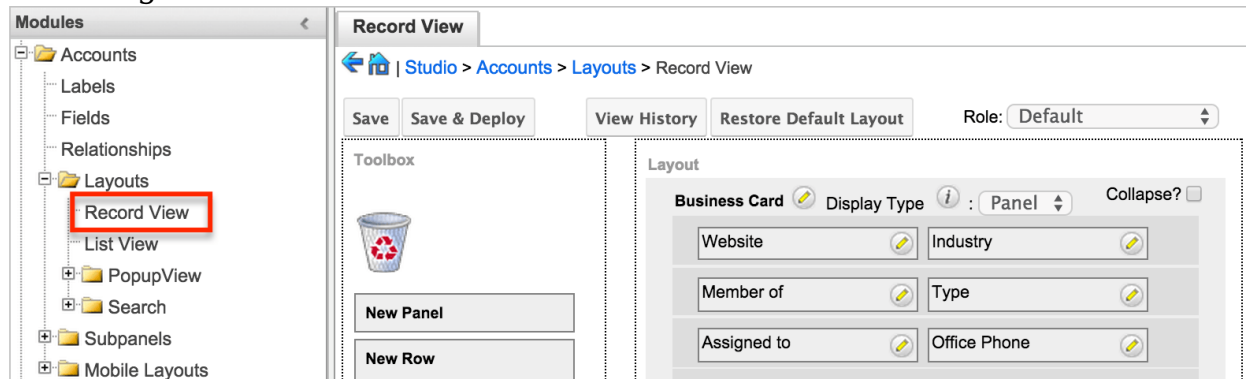 Modules <
Accounts
Labels
Fields
Relationships
Layouts
Record View
List View
PopupView
Search
Subpanels
Mobile Layouts
Record View
| Studio > Accounts > Layouts > Record View
Save Save & Deploy View History Restore Default Layout Role: Default
Toolbox
New Panel
New Row
Layout
Business Card Display Type i : Panel Collapse?
Website Industry
Member of Type
Assigned to Office Phone